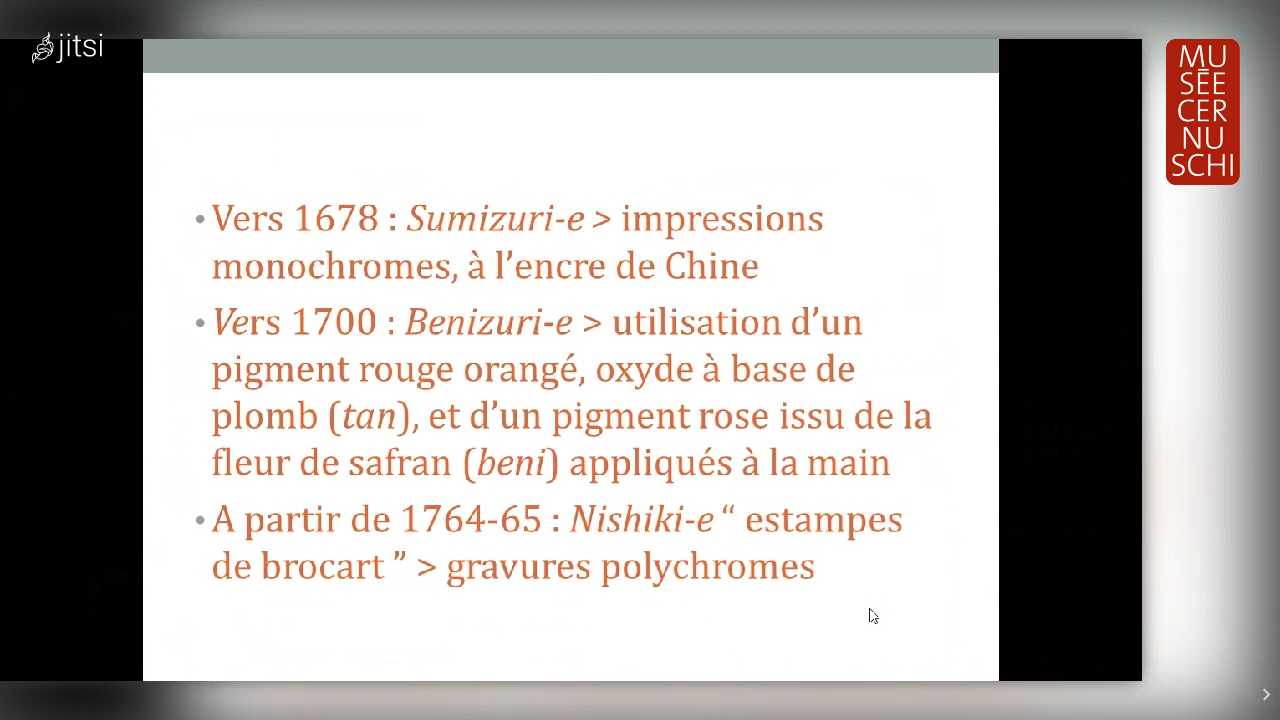 jitsi
MU
SÉE
CER
NU
SCHI
• Vers 1678 : Sumizuri-e > impressions
monochromes, à l’encre de Chine
• Vers 1700 : Benizuri-e > utilisation d’un
pigment rouge orangé, oxyde à base de
plomb (tan), et d’un pigment rose issu de la
fleur de safran (beni) appliqués à la main
• A partir de 1764-65 : Nishiki-e “ estampes
de brocart ” > gravures polychromes